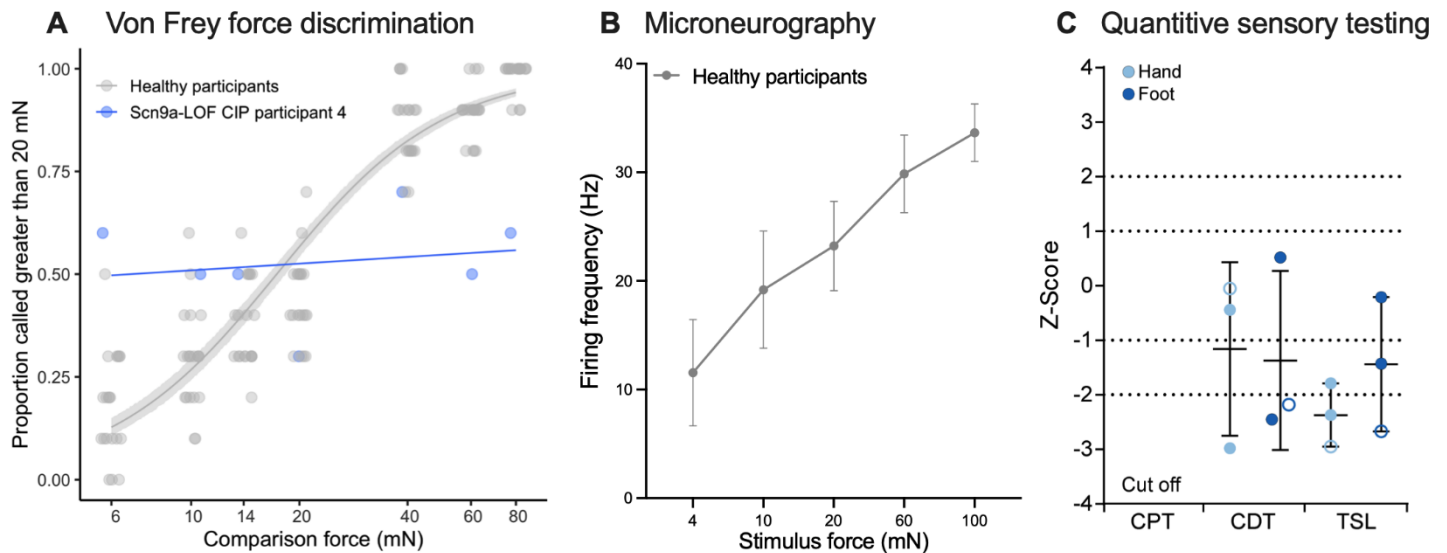 A Von Frey force discrimination
Proportion called greater than 20 mN
1.00
0.75
0.50
0.25
0.00
Healthy participants
Scn9a-LOF CIP participant 4
6 10 14 20 40 60 80
Comparison force (mN)
B Microneurography
Firing frequency (Hz)
40
30
20
10
0
Healthy participants
4 10 20 60 100
Stimulus force (mN)
C Quantitive sensory testing
Z-Score
4
3
2
1
0
-1
-2
-3
-4
Hand
Foot
Cut off
CPT CDT TSL